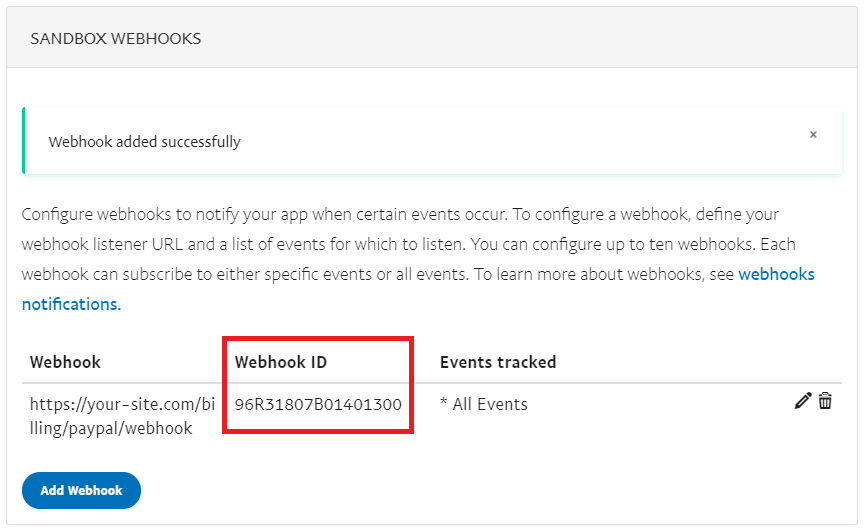 SANDBOX WEBHOOKS
Webhook added successfully
×
Configure webhooks to notify your app when certain events occur. To configure a webhook, define your
webhook listener URL and a list of events for which to listen. You can configure up to ten webhooks. Each
webhook can subscribe to either specific events or all events. To learn more about webhooks, see webhooks
notifications.
Webhook Webhook ID Events tracked
https://your-site.com/bi 96R31807B01401300 * All Events
lling/paypal/webhook
Add Webhook